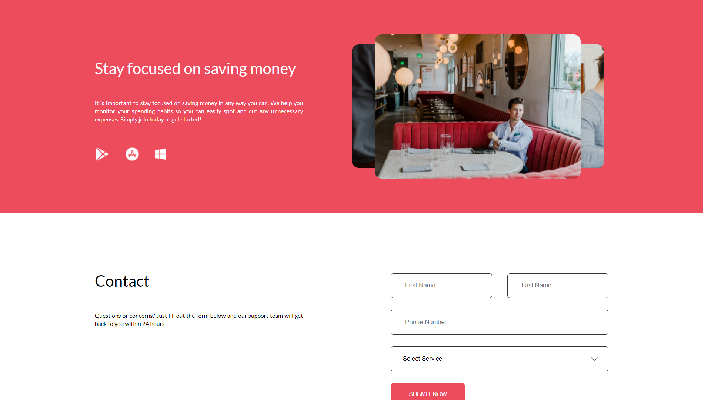 Stay focused on saving money
It is important to stay focused on saving money in any way you can. We help you
monitor your spending habits so you can easily spot and cut any unnecessary
expenses. Simply join today to get started!
Contact
Questions or concerns? Just fill out the form below and our support team will get
back to you within 24 hours
First Name
Last Name
Phone Number
Select Service
SUBMIT NOW